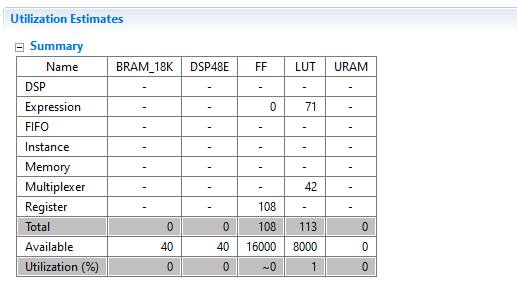 Utilization Estimates
Summary
Name BRAM_18K DSP48E FF LUT URAM
DSP - - - - -
Expression - - 0 71 -
FIFO - - - - -
Instance - - - - -
Memory - - - - -
Multiplexer - - - 42 -
Register - - 108 - -
Total 0 0 108 113 0
Available 40 40 16000 8000 0
Utilization (%) 0 0 ~0 1 0